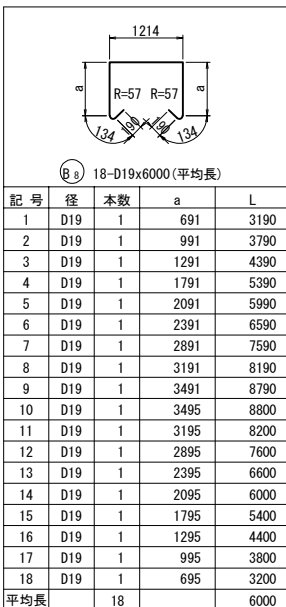 1214
a
a
R=57 R=57
134
190
190
134
B8 18-D19x6000(平均長)
記 号 径 本数 a L
1 D19 1 691 3190
2 D19 1 991 3790
3 D19 1 1291 4390
4 D19 1 1791 5390
5 D19 1 2091 5990
6 D19 1 2391 6590
7 D19 1 2891 7590
8 D19 1 3191 8190
9 D19 1 3491 8790
10 D19 1 3495 8800
11 D19 1 3195 8200
12 D19 1 2895 7600
13 D19 1 2395 6600
14 D19 1 2095 6000
15 D19 1 1795 5400
16 D19 1 1295 4400
17 D19 1 995 3800
18 D19 1 695 3200
平均長 18 6000